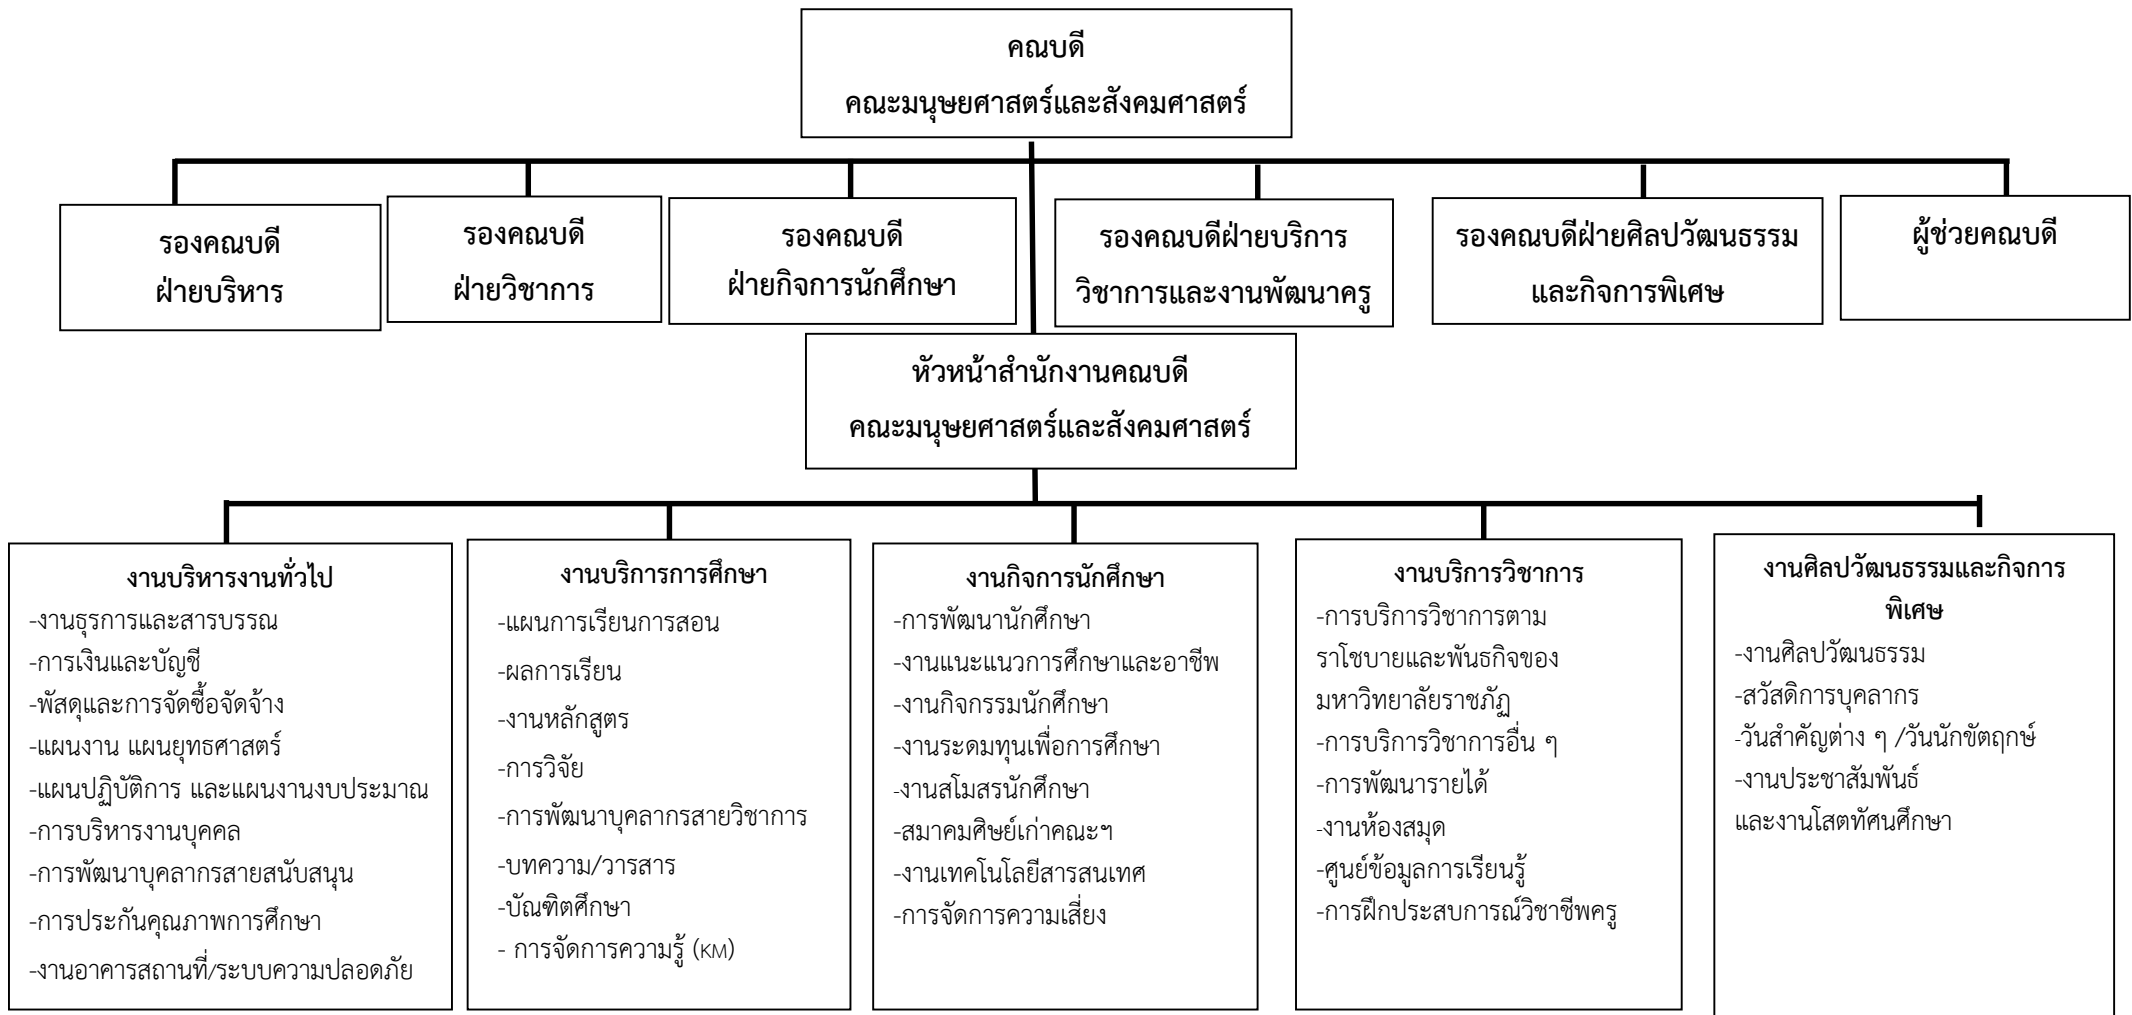 คณบดี
คณะมนุษยศาสตร์และสังคมศาสตร์
รองคณบดี
ฝ่ายบริหาร
รองคณบดี
ฝ่ายวิชาการ
รองคณบดี
ฝ่ายกิจการนักศึกษา
รองคณบดีฝ่ายบริการ
วิชาการและงานพัฒนาครู
รองคณบดีฝ่ายศิลปวัฒนธรรม
และกิจการพิเศษ
ผู้ช่วยคณบดี
หัวหน้าสำนักงานคณบดี
คณะมนุษยศาสตร์และสังคมศาสตร์
งานบริหารงานทั่วไป
-งานธุรการและสารบรรณ
-การเงินและบัญชี
-พัสดุและการจัดซื้อจัดจ้าง
-แผนงาน แผนยุทธศาสตร์
-แผนปฏิบัติการ และแผนงานงบประมาณ
-การบริหารงานบุคคล
-การพัฒนาบุคลากรสายสนับสนุน
-การประกันคุณภาพการศึกษา
-งานอาคารสถานที่/ระบบความปลอดภัย
งานบริการการศึกษา
-แผนการเรียนการสอน
-ผลการเรียน
-งานหลักสูตร
-การวิจัย
-การพัฒนาบุคลากรสายวิชาการ
-บทความ/วารสาร
-บัณฑิตศึกษา
- การจัดการความรู้ (KM)
งานกิจการนักศึกษา
-การพัฒนานักศึกษา
-งานแนะแนวการศึกษาและอาชีพ
-งานกิจกรรมนักศึกษา
-งานระดมทุนเพื่อการศึกษา
-งานสโมสรนักศึกษา
-สมาคมศิษย์เก่าคณะฯ
-งานเทคโนโลยีสารสนเทศ
-การจัดการความเสี่ยง
งานบริการวิชาการ
-การบริการวิชาการตาม
ราโชบายและพันธกิจของ
มหาวิทยาลัยราชภัฏ
-การบริการวิชาการอื่น ๆ
-การพัฒนารายได้
-งานห้องสมุด
-ศูนย์ข้อมูลการเรียนรู้
-การฝึกประสบการณ์วิชาชีพครู
งานศิลปวัฒนธรรมและกิจการ
พิเศษ
-งานศิลปวัฒนธรรม
-สวัสดิการบุคลากร
-วันสำคัญต่าง ๆ /วันนักขัตฤกษ์
-งานประชาสัมพันธ์
และงานโสตทัศนศึกษา